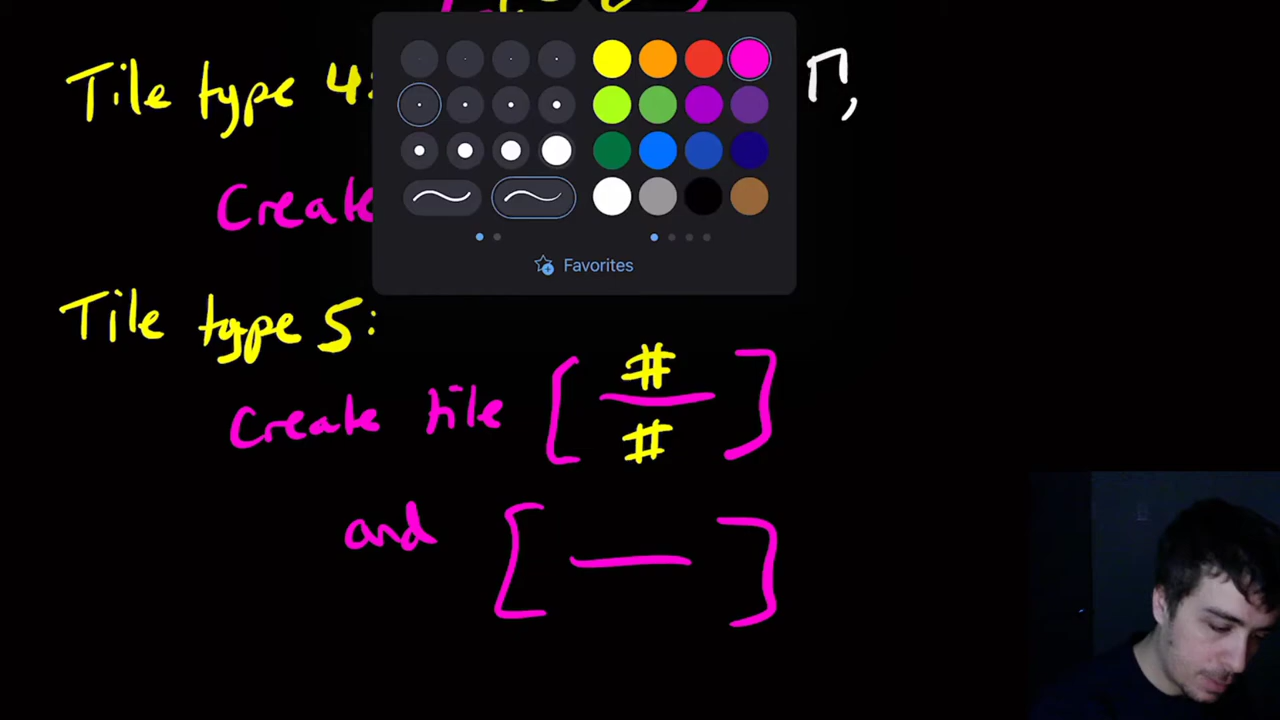 Tile type 4: Γ,
Create
Favorites
Tile type 5:
Create tile [ # / # ]
and [ — ]